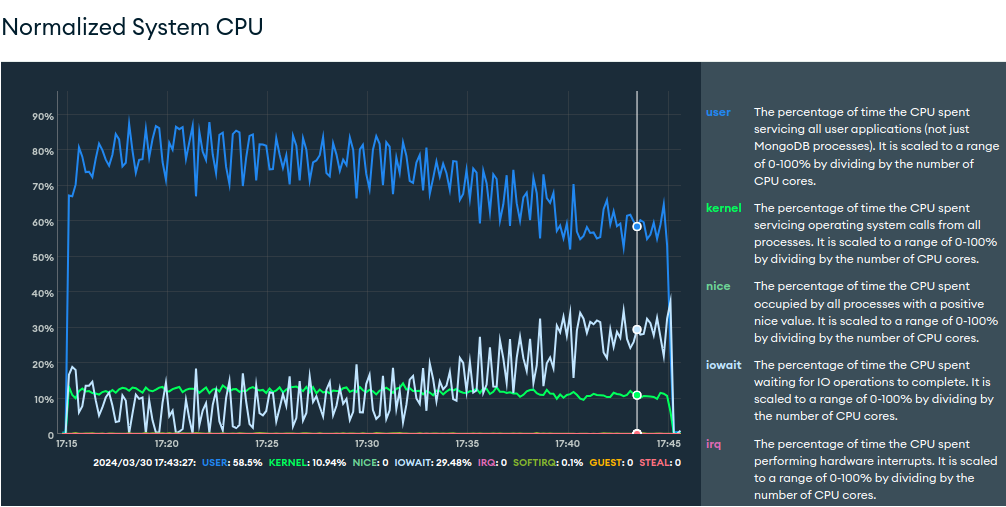 Normalized System CPU
90%
80%
70%
60%
50%
40%
30%
20%
10%
0
17:15 17:20 17:25 17:30 17:35 17:40 17:45
2024/03/30 17:43:27: USER: 58.5% KERNEL: 10.94% NICE: 0 IOWAIT: 29.48% IRQ: 0 SOFTIRQ: 0.1% GUEST: 0 STEAL: 0
user The percentage of time the CPU spent
servicing all user applications (not just
MongoDB processes). It is scaled to a range
of 0-100% by dividing by the number of
CPU cores.
kernel The percentage of time the CPU spent
servicing operating system calls from all
processes. It is scaled to a range of 0-100%
by dividing by the number of CPU cores.
nice The percentage of time the CPU spent
occupied by all processes with a positive
nice value. It is scaled to a range of 0-100%
by dividing by the number of CPU cores.
iowait The percentage of time the CPU spent
waiting for IO operations to complete. It is
scaled to a range of 0-100% by dividing by
the number of CPU cores.
irq The percentage of time the CPU spent
performing hardware interrupts. It is scaled
to a range of 0-100% by dividing by the
number of CPU cores.